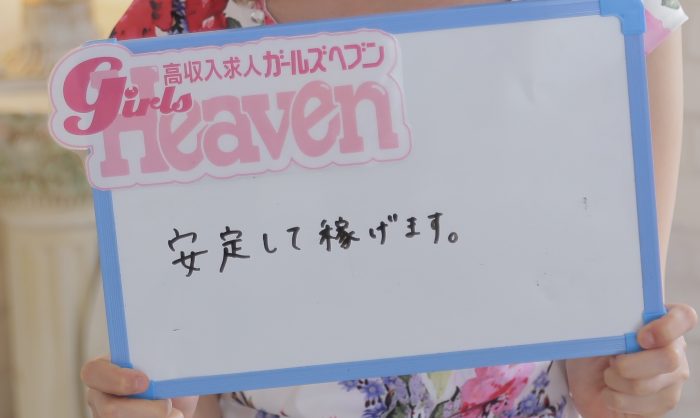 高収入求人ガールズヘブン
Girls
Heaven
安定して稼げます。